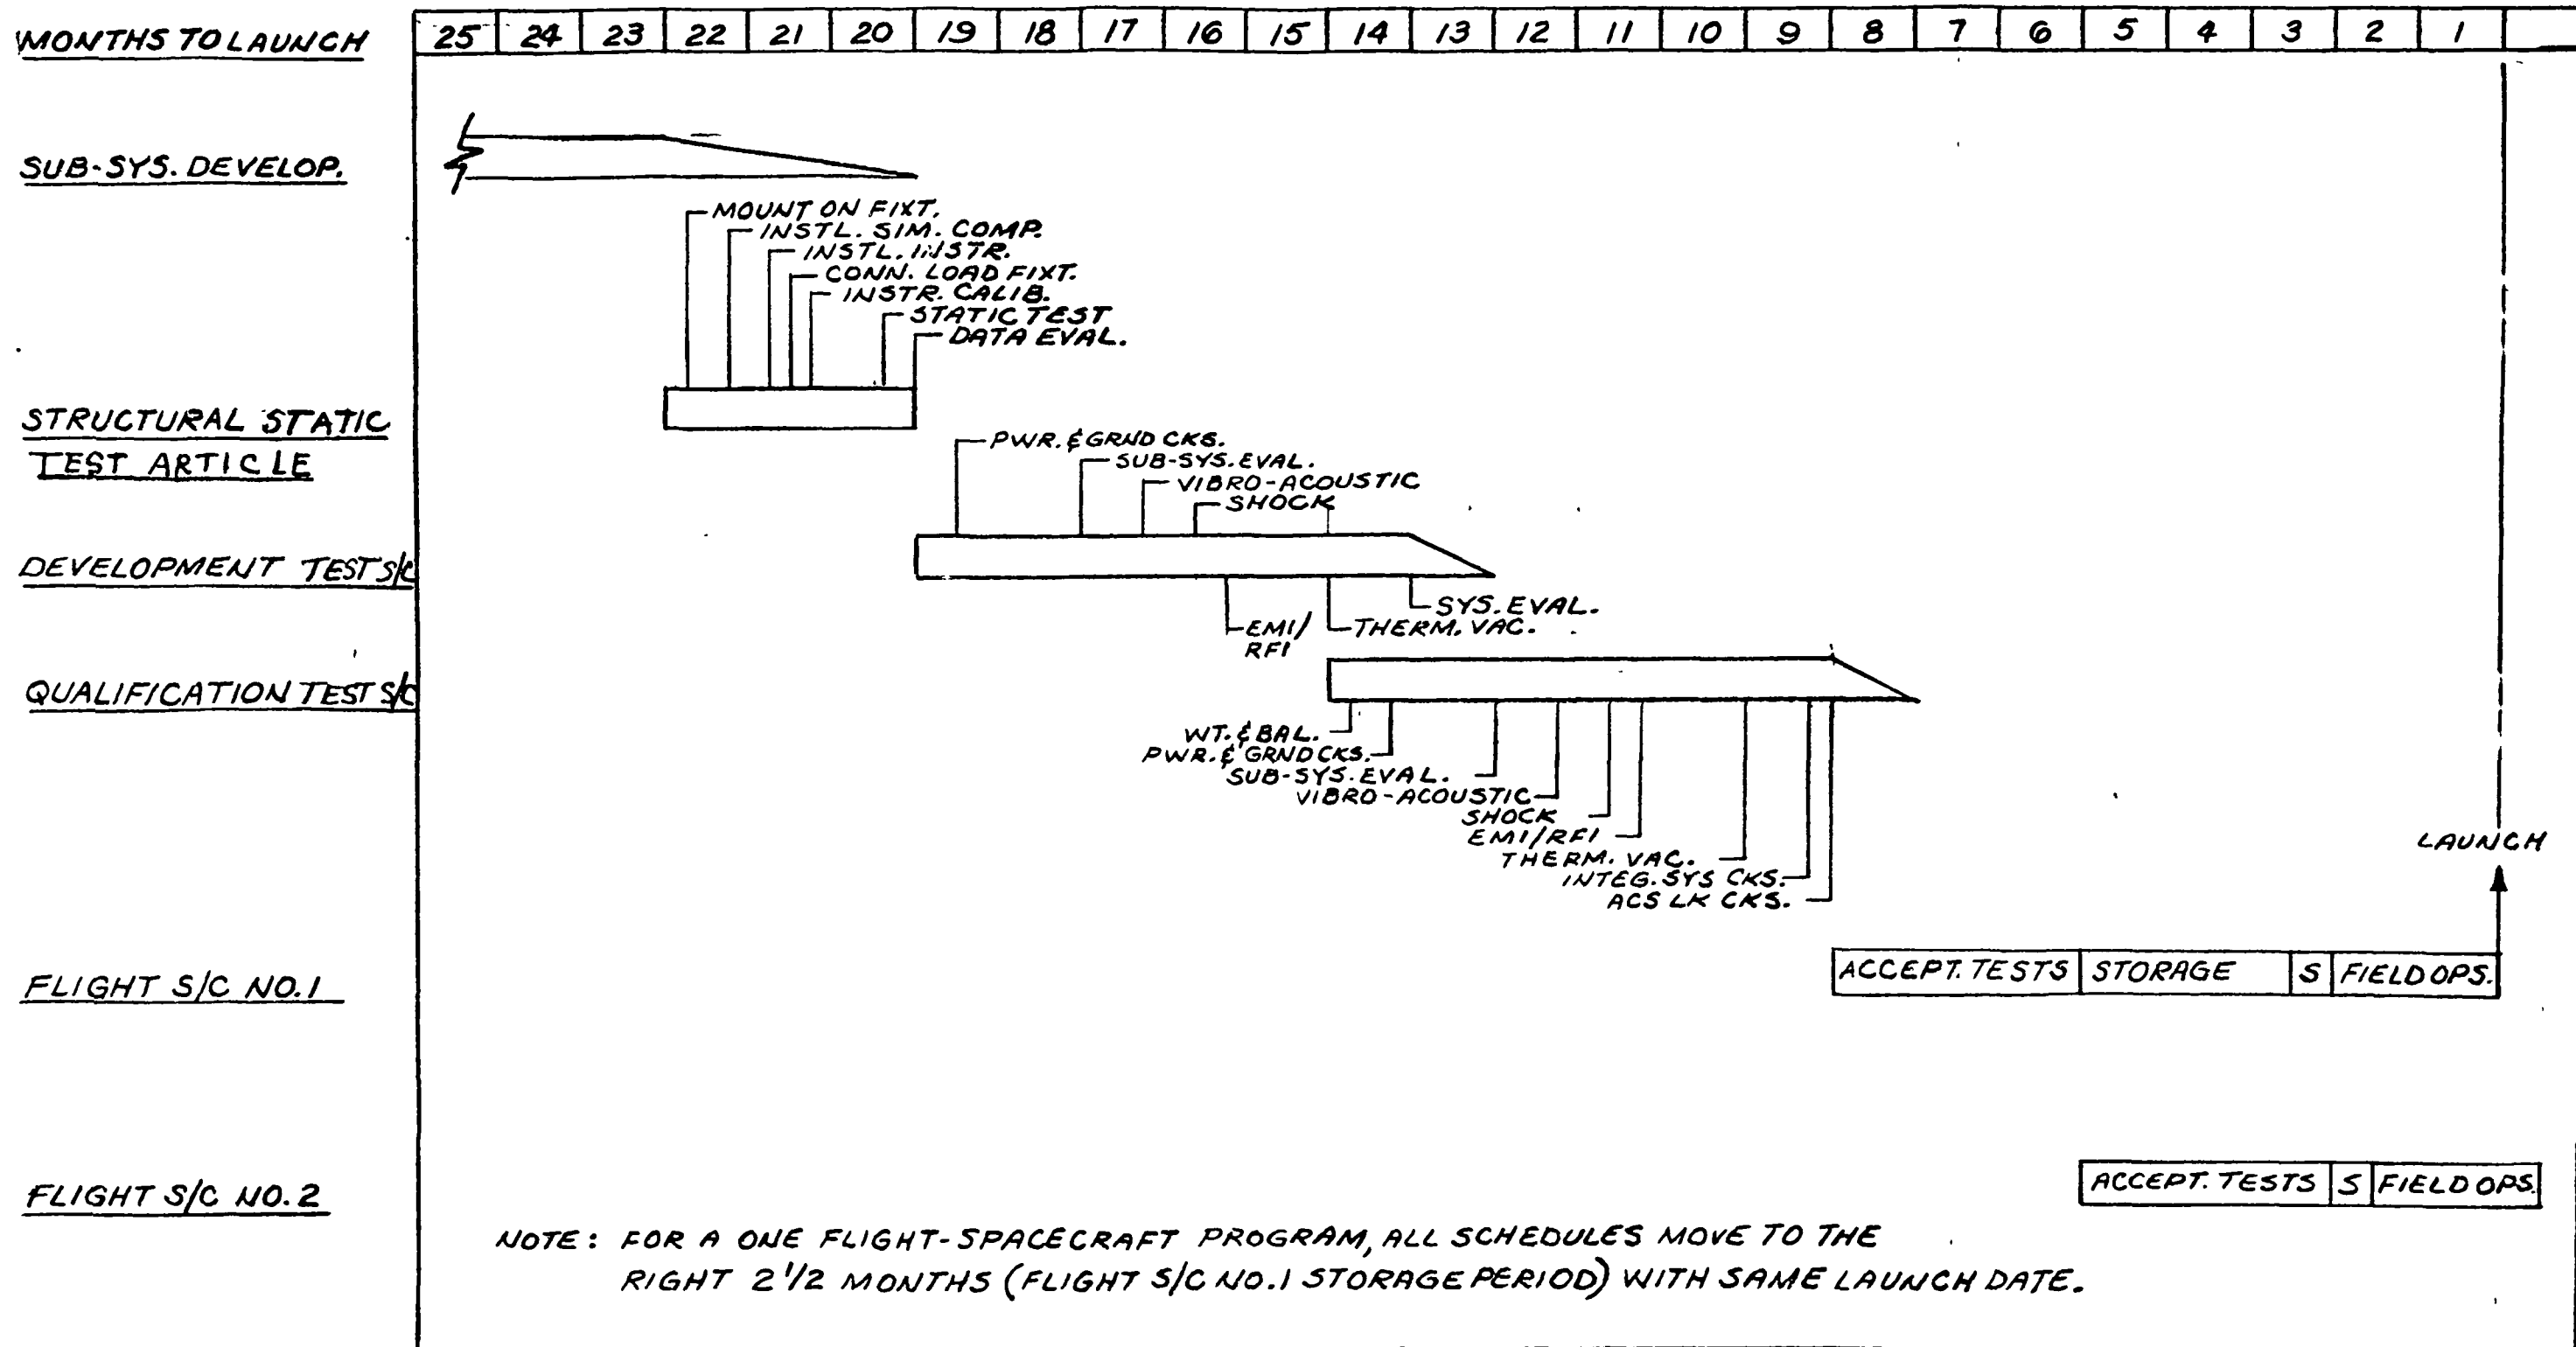 MONTHS TO LAUNCH 25 24 23 22 21 20 19 18 17 16 15 14 13 12 11 10 9 8 7 6 5 4 3 2 1
SUB-SYS. DEVELOP.
MOUNT ON FIXT.
INSTL. SIM. COMP.
INSTL. INSTR.
CONN. LOAD FIXT.
INSTR. CALIB.
STATIC TEST
DATA EVAL.
STRUCTURAL STATIC
TEST ARTICLE
PWR. & GRND CKS.
SUB-SYS. EVAL.
VIBRO-ACOUSTIC
SHOCK
DEVELOPMENT TEST S/C
SYS. EVAL.
EMI/
RFI
THERM. VAC.
QUALIFICATION TEST S/C
WT. & BAL.
PWR. & GRND CKS.
SUB-SYS. EVAL.
VIBRO-ACOUSTIC
SHOCK
EMI/RFI
THERM. VAC.
INTEG. SYS CKS.
ACS LK CKS.
LAUNCH
FLIGHT S/C NO. 1
ACCEPT. TESTS STORAGE S FIELD OPS.
FLIGHT S/C NO. 2
ACCEPT. TESTS S FIELD OPS.
NOTE: FOR A ONE FLIGHT-SPACECRAFT PROGRAM, ALL SCHEDULES MOVE TO THE
RIGHT 2 1/2 MONTHS (FLIGHT S/C NO. 1 STORAGE PERIOD) WITH SAME LAUNCH DATE.